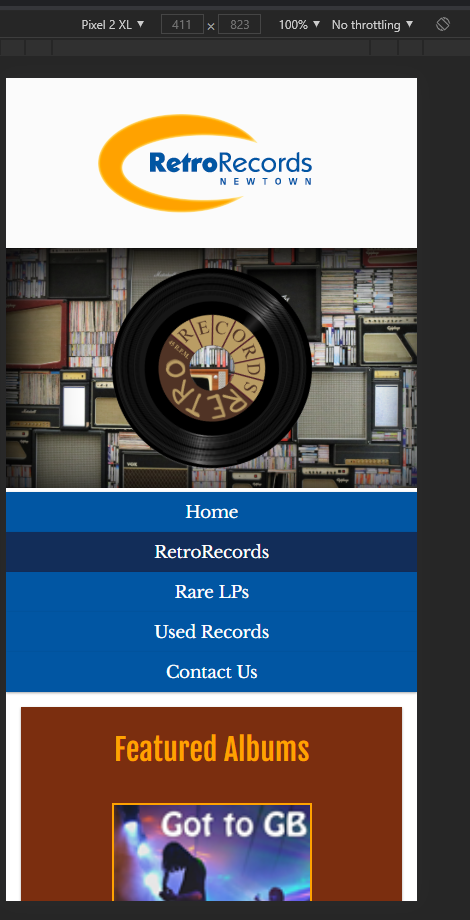 Pixel 2 XL ▼ 411 × 823 100% ▼ No throttling ▼
RetroRecords
NEWTOWN
RETRO RECORDS
45 R.P.M.
Home
RetroRecords
Rare LPs
Used Records
Contact Us
Featured Albums
Got to GB